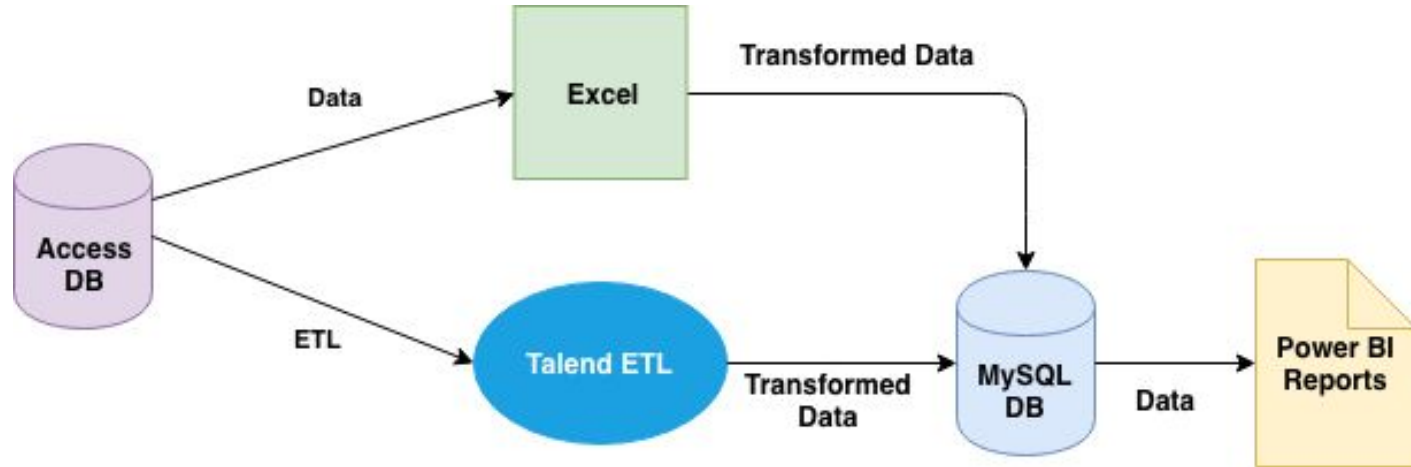 Data
Excel
Transformed Data
Access
DB
ETL
Talend ETL
Transformed
Data
MySQL
DB
Data
Power BI
Reports